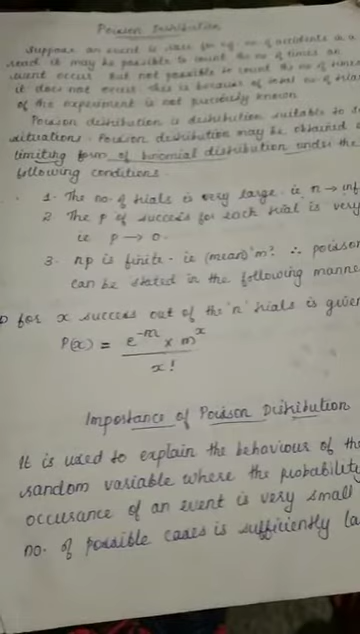 Poisson Distribution
Suppose an event is rare for eg: no. of accidents in a
road it may be possible to count the no of times an
event occurs but not possible to count the no of times
it does not occur. This is because of total no. of trials
of the experiment is not precisely known
Poisson distribution is distribution suitable to s
situations. Poisson distribution may be obtained
limiting form of binomial distribution under the
following conditions.
1. The no. of trials is very large. ie, n → inf
2 The p of success for each trial is very
ie p → 0.
3. np is finite. ie (mean) 'm'. ∴ poisson
can be stated in the following manne
for x success out of the 'n' trials is given
P(x) = e^-m × m^x
x!
Importance of Poisson Distribution
It is used to explain the behaviour of the
random variable where the probability
occurance of an event is very small
no. of possible cases is sufficiently la